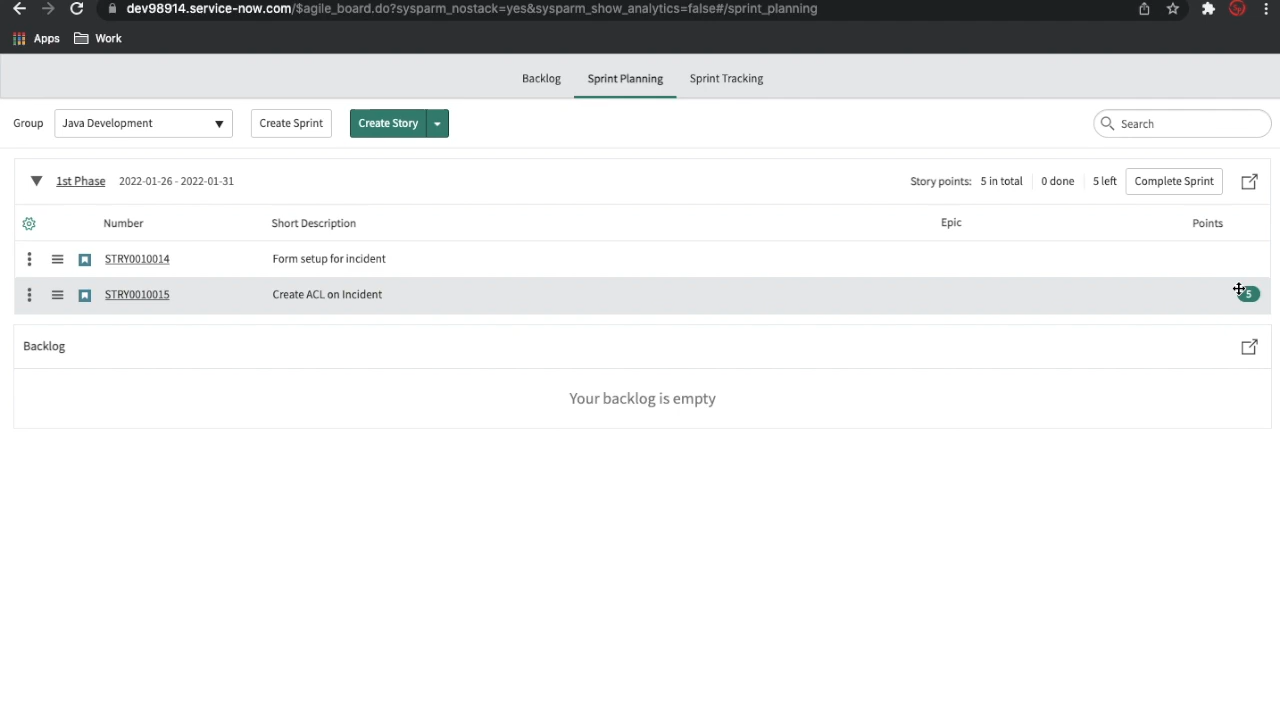 dev98914.service-now.com/$agile_board.do?sysparm_nostack=yes&sysparm_show_analytics=false#/sprint_planning
Apps Work
Backlog Sprint Planning Sprint Tracking
Group Java Development Create Sprint Create Story Search
1st Phase 2022-01-26 - 2022-01-31 Story points: 5 in total 0 done 5 left Complete Sprint
Number Short Description Epic Points
STRY0010014 Form setup for incident
STRY0010015 Create ACL on Incident 5
Backlog
Your backlog is empty